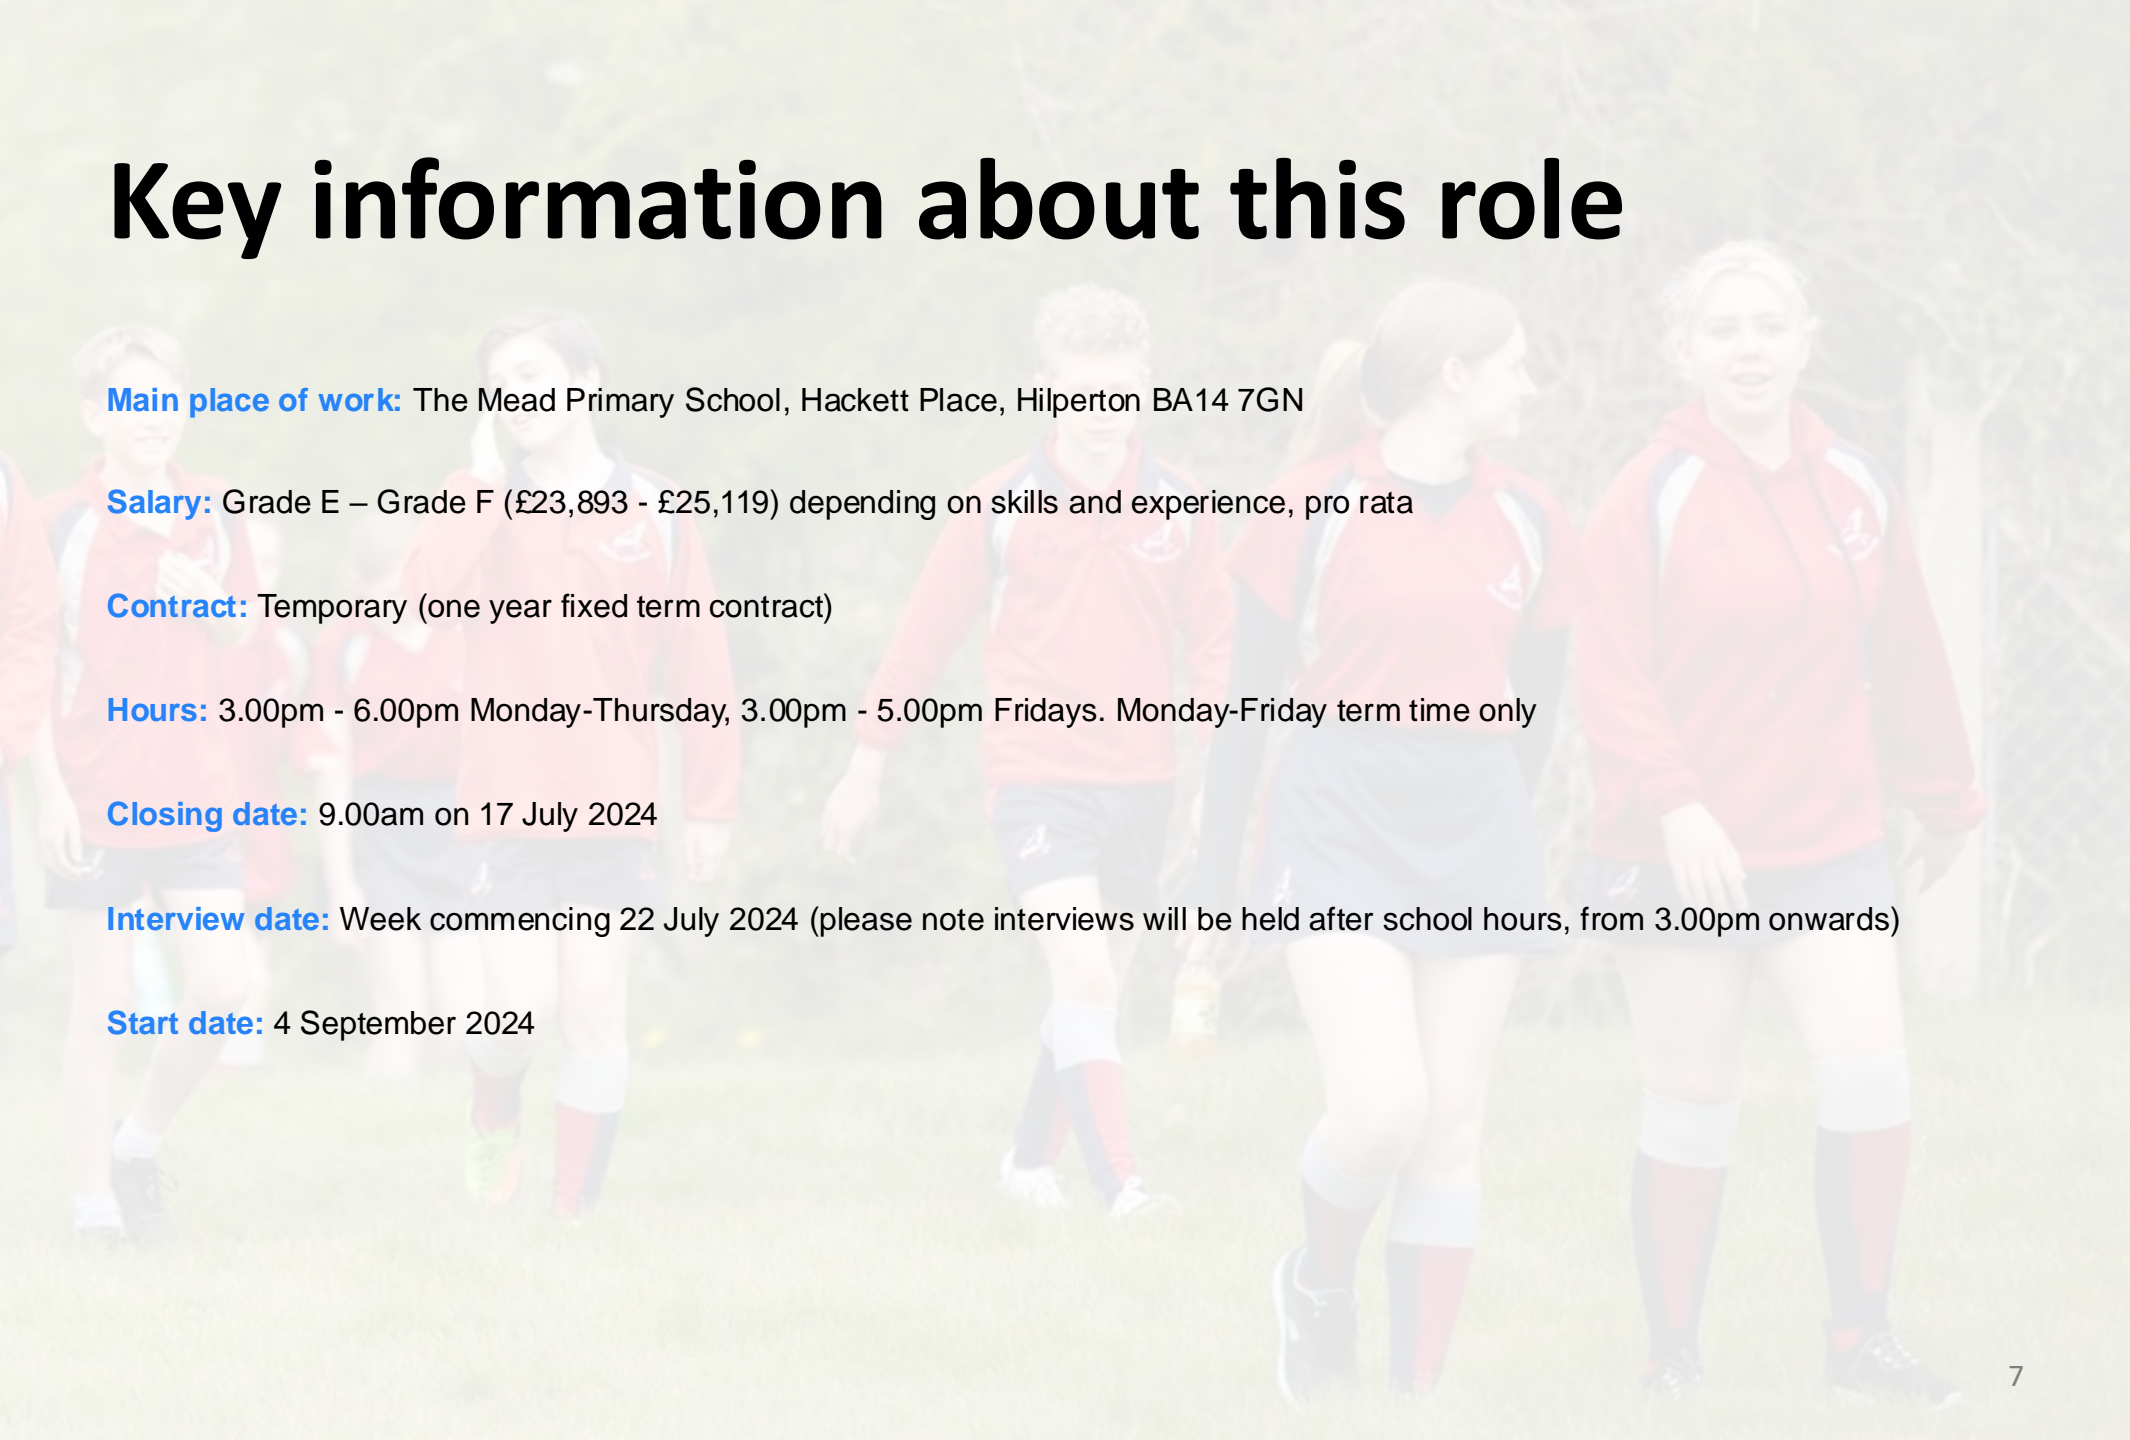 Key information about this role
Main place of work: The Mead Primary School, Hackett Place, Hilperton BA14 7GN
Salary: Grade E – Grade F (£23,893 - £25,119) depending on skills and experience, pro rata
Contract: Temporary (one year fixed term contract)
Hours: 3.00pm - 6.00pm Monday-Thursday, 3.00pm - 5.00pm Fridays. Monday-Friday term time only
Closing date: 9.00am on 17 July 2024
Interview date: Week commencing 22 July 2024 (please note interviews will be held after school hours, from 3.00pm onwards)
Start date: 4 September 2024
7